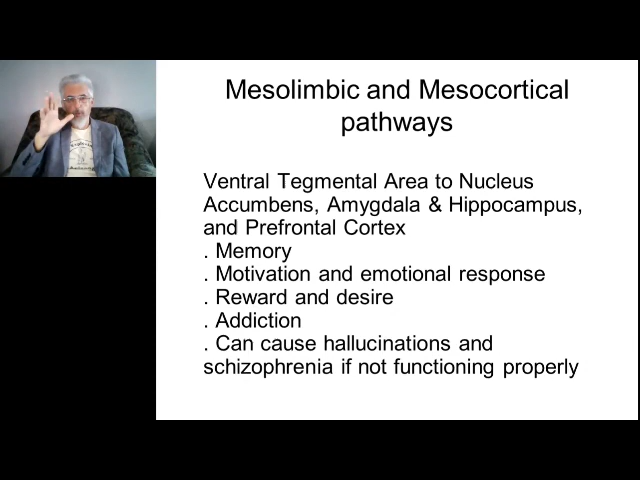 Mesolimbic and Mesocortical
pathways
Ventral Tegmental Area to Nucleus
Accumbens, Amygdala & Hippocampus,
and Prefrontal Cortex
. Memory
. Motivation and emotional response
. Reward and desire
. Addiction
. Can cause hallucinations and
schizophrenia if not functioning properly